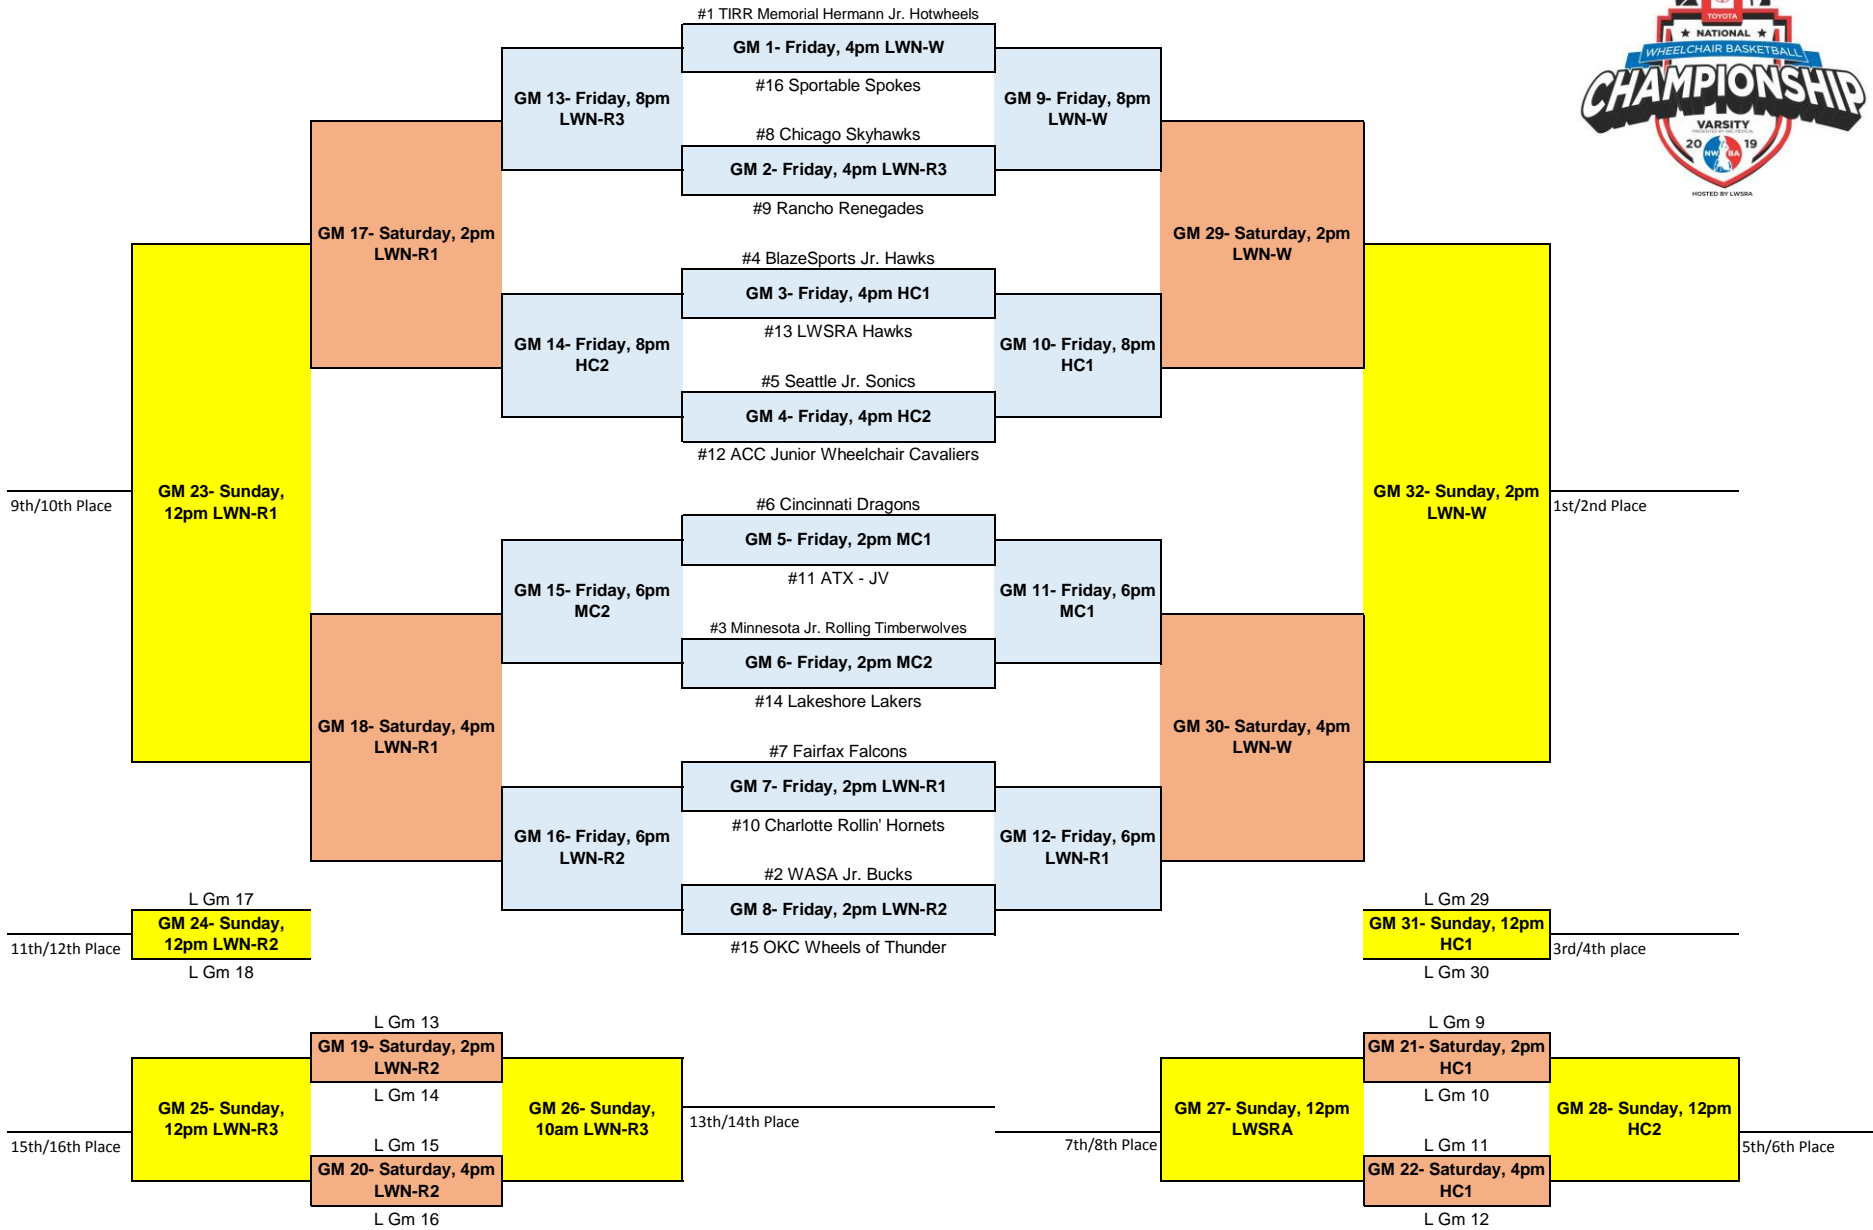 #1 TIRR Memorial Hermann Jr. Hotwheels
GM 1- Friday, 4pm LWN-W
#16 Sportable Spokes
GM 13- Friday, 8pm
LWN-R3
GM 9- Friday, 8pm
LWN-W
#8 Chicago Skyhawks
GM 2- Friday, 4pm LWN-R3
#9 Rancho Renegades
TOYOTA
NATIONAL
WHEELCHAIR BASKETBALL
CHAMPIONSHIP
VARSITY
20 19
NW BA
HOSTED BY LWSRA
GM 17- Saturday, 2pm
LWN-R1
GM 29- Saturday, 2pm
LWN-W
#4 BlazeSports Jr. Hawks
GM 3- Friday, 4pm HC1
#13 LWSRA Hawks
GM 14- Friday, 8pm
HC2
GM 10- Friday, 8pm
HC1
#5 Seattle Jr. Sonics
GM 4- Friday, 4pm HC2
#12 ACC Junior Wheelchair Cavaliers
9th/10th Place
GM 23- Sunday,
12pm LWN-R1
GM 32- Sunday, 2pm
LWN-W
1st/2nd Place
#6 Cincinnati Dragons
GM 5- Friday, 2pm MC1
#11 ATX - JV
GM 15- Friday, 6pm
MC2
GM 11- Friday, 6pm
MC1
#3 Minnesota Jr. Rolling Timberwolves
GM 6- Friday, 2pm MC2
#14 Lakeshore Lakers
GM 18- Saturday, 4pm
LWN-R1
GM 30- Saturday, 4pm
LWN-W
#7 Fairfax Falcons
GM 7- Friday, 2pm LWN-R1
#10 Charlotte Rollin' Hornets
GM 16- Friday, 6pm
LWN-R2
GM 12- Friday, 6pm
LWN-R1
#2 WASA Jr. Bucks
GM 8- Friday, 2pm LWN-R2
#15 OKC Wheels of Thunder
L Gm 17
GM 24- Sunday,
12pm LWN-R2
L Gm 18
11th/12th Place
L Gm 29
GM 31- Sunday, 12pm
HC1
L Gm 30
3rd/4th place
L Gm 13
GM 19- Saturday, 2pm
LWN-R2
L Gm 14
GM 25- Sunday,
12pm LWN-R3
15th/16th Place
GM 26- Sunday,
10am LWN-R3
13th/14th Place
L Gm 15
GM 20- Saturday, 4pm
LWN-R2
L Gm 16
L Gm 9
GM 21- Saturday, 2pm
HC1
L Gm 10
GM 27- Sunday, 12pm
LWSRA
7th/8th Place
GM 28- Sunday, 12pm
HC2
5th/6th Place
L Gm 11
GM 22- Saturday, 4pm
HC1
L Gm 12